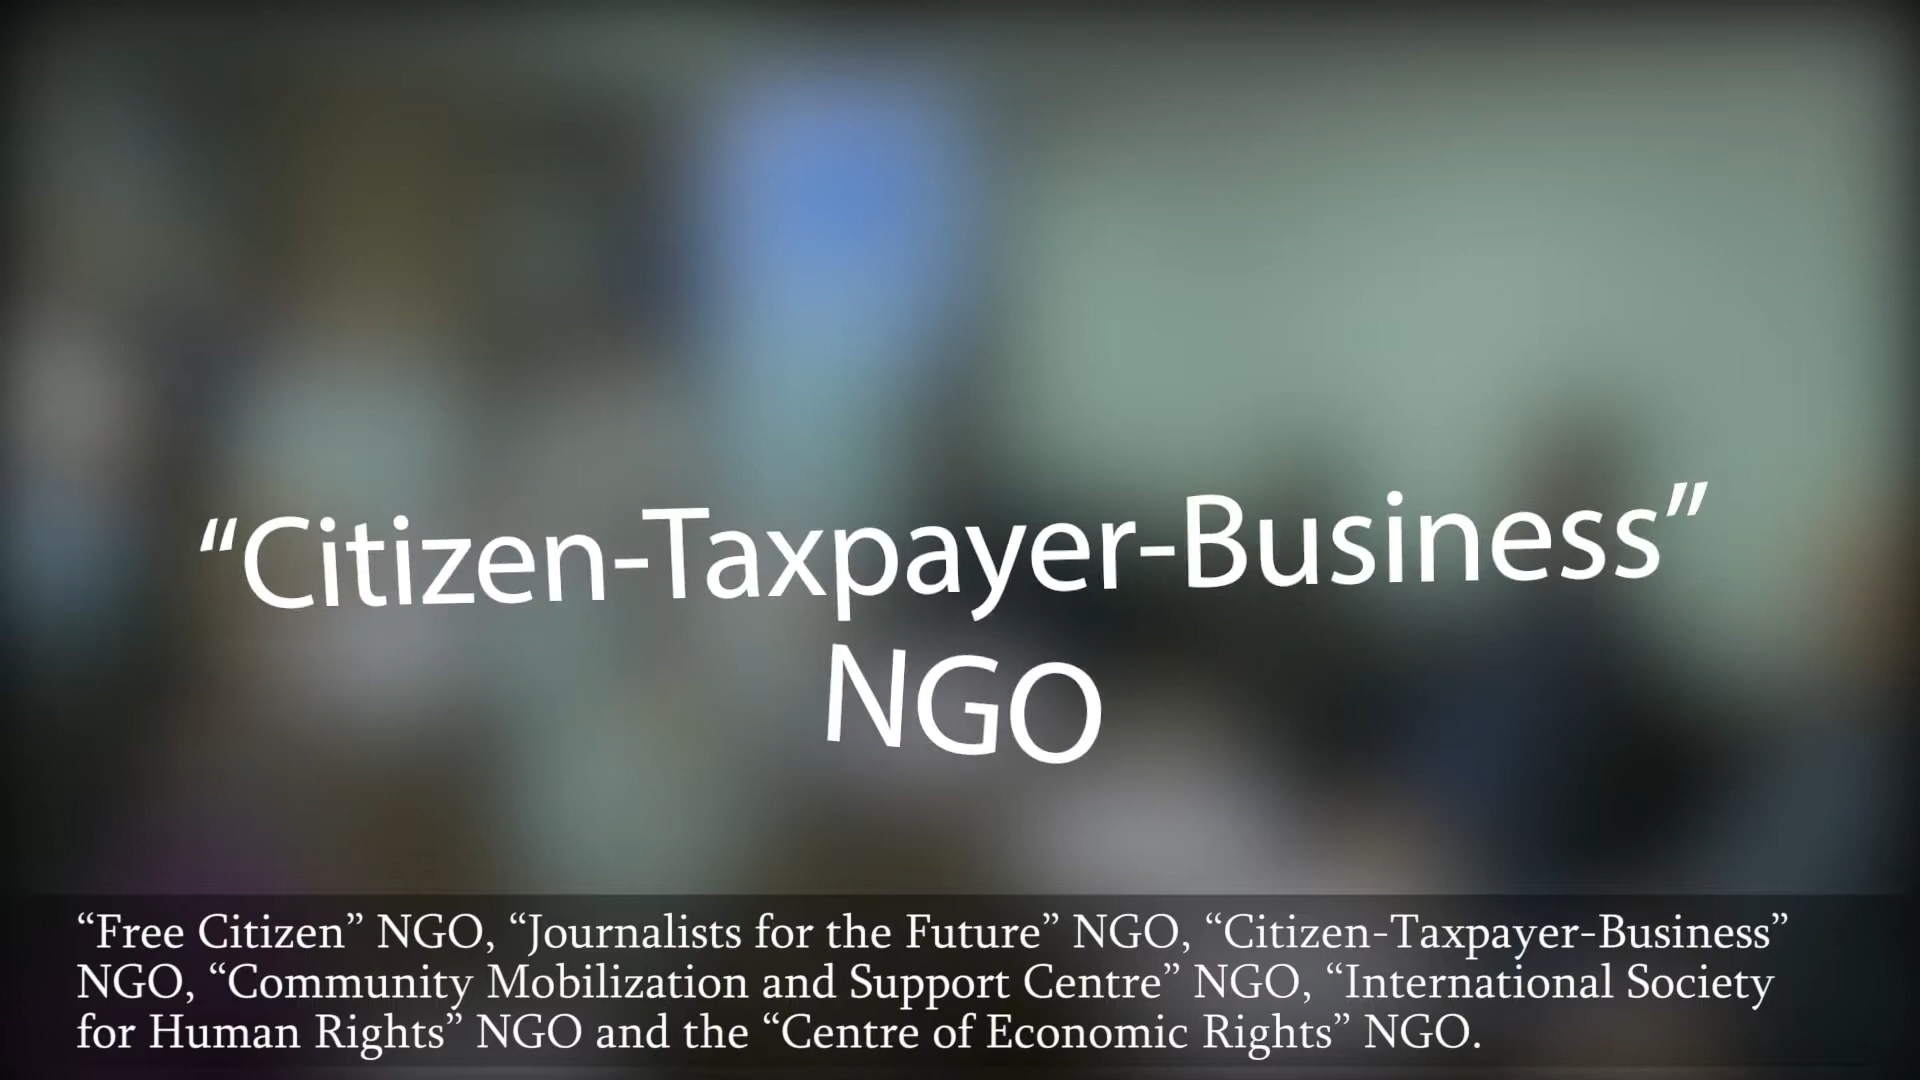 “Citizen-Taxpayer-Business”
NGO
“Free Citizen” NGO, “Journalists for the Future” NGO, “Citizen-Taxpayer-Business”
NGO, “Community Mobilization and Support Centre” NGO, “International Society
for Human Rights” NGO and the “Centre of Economic Rights” NGO.